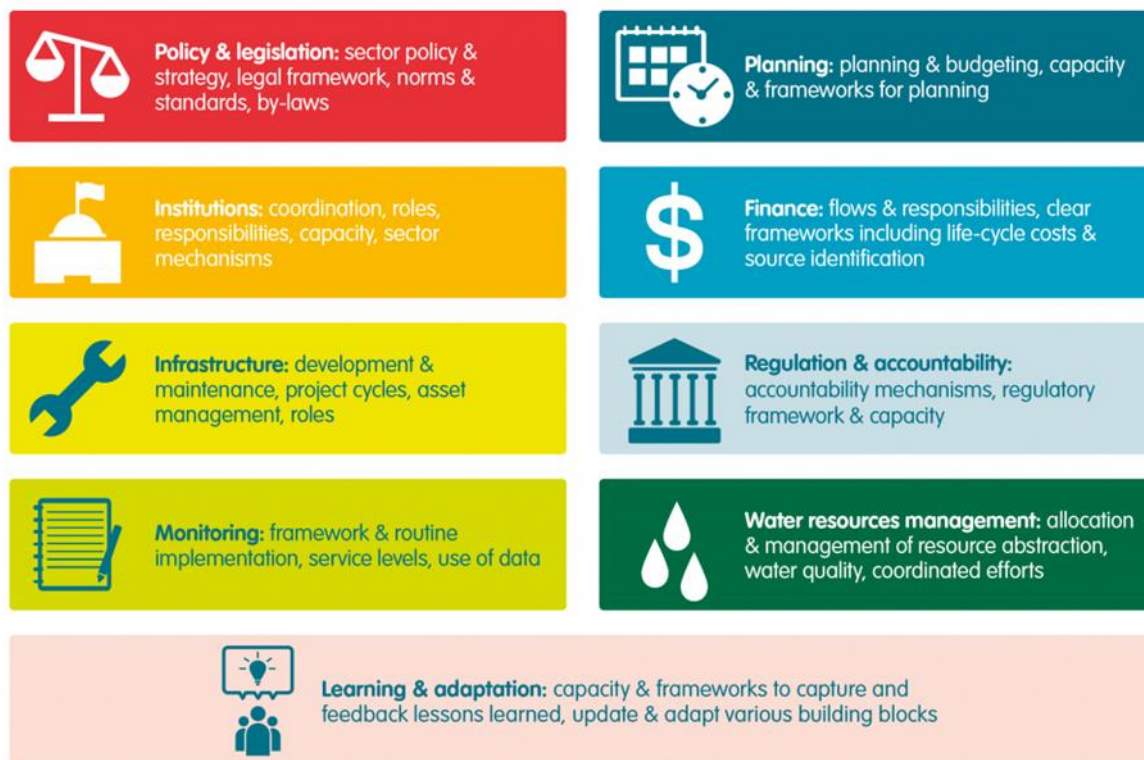 Policy & legislation: sector policy &
strategy, legal framework, norms &
standards, by-laws
Planning: planning & budgeting, capacity
& frameworks for planning
Institutions: coordination, roles,
responsibilities, capacity, sector
mechanisms
$
Finance: flows & responsibilities, clear
frameworks including life-cycle costs &
source identification
Infrastructure: development &
maintenance, project cycles, asset
management, roles
Regulation & accountability:
accountability mechanisms, regulatory
framework & capacity
Monitoring: framework & routine
implementation, service levels, use of data
Water resources management: allocation
& management of resource abstraction,
water quality, coordinated efforts
Learning & adaptation: capacity & frameworks to capture and
feedback lessons learned, update & adapt various building blocks